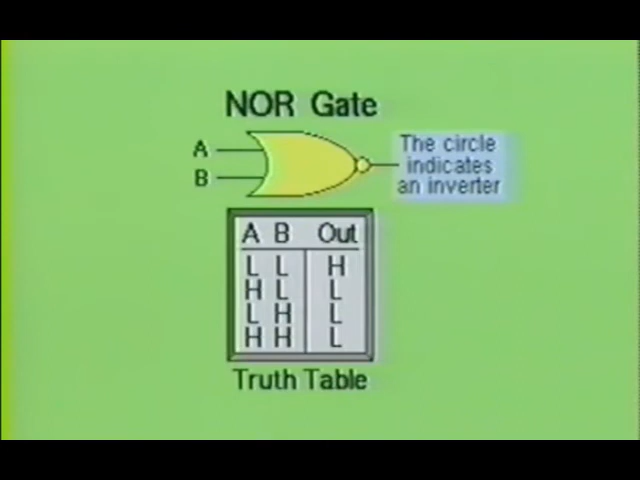 NOR Gate
A
B
The circle
indicates
an inverter
A B Out
L L H
H L L
L H L
H H L
Truth Table